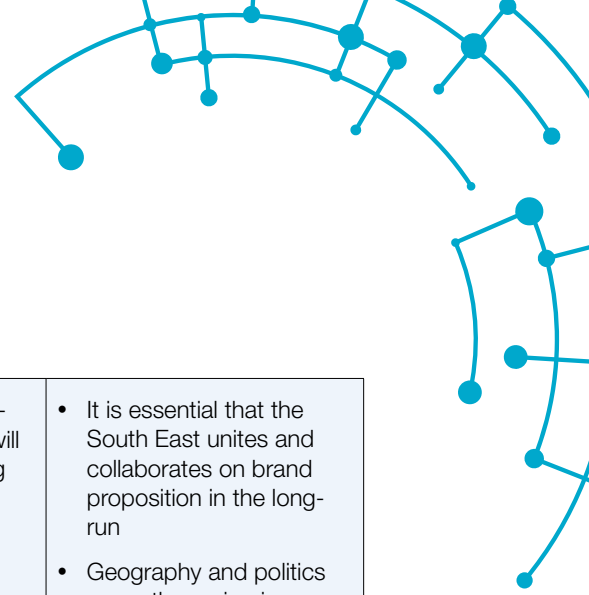 -
will
g
• It is essential that the
South East unites and
collaborates on brand
proposition in the long-
run
• Geography and politics